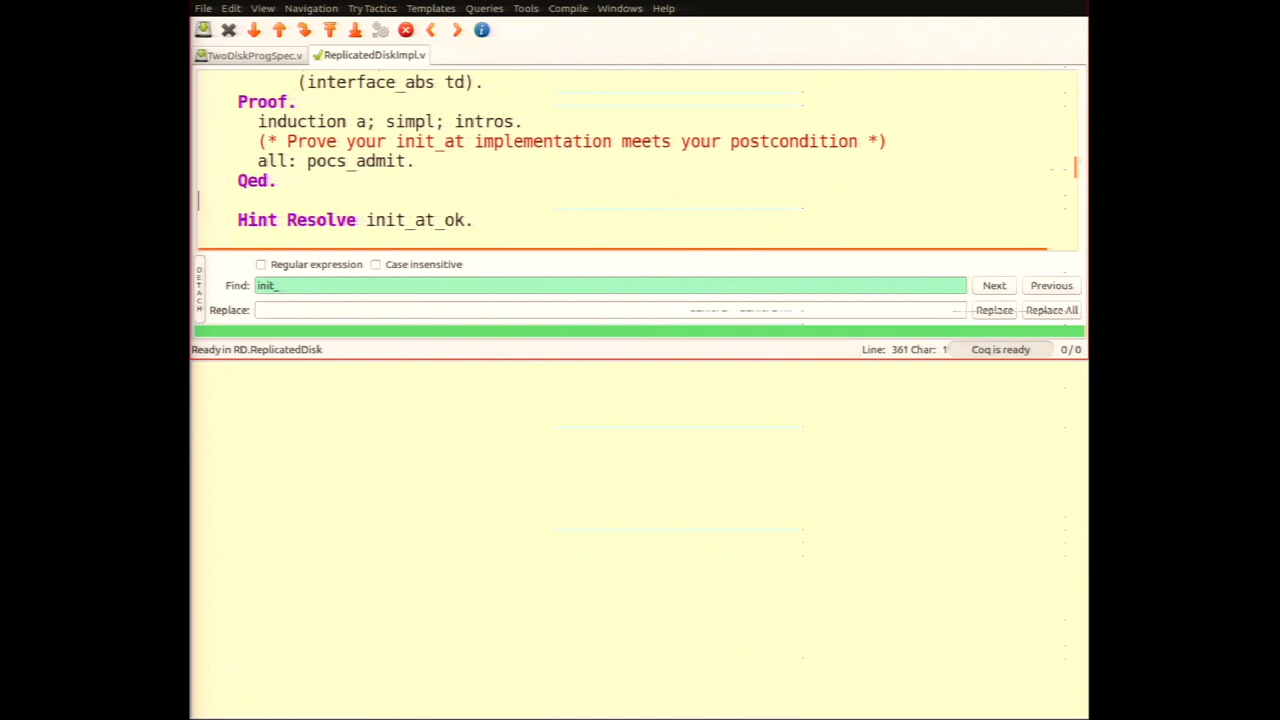 File Edit View Navigation Try Tactics Templates Queries Tools Compile Windows Help
TwoDiskProgSpec.v ReplicatedDiskImpl.v
(interface_abs td).
Proof.
induction a; simpl; intros.
(* Prove your init_at implementation meets your postcondition *)
all: pocs_admit.
Qed.
Hint Resolve init_at_ok.
DETACH
Regular expression Case insensitive
Find: init_ Next Previous
Replace: Replace Replace All
Ready in RD.ReplicatedDisk Line: 361 Char: 1 Coq is ready 0 / 0